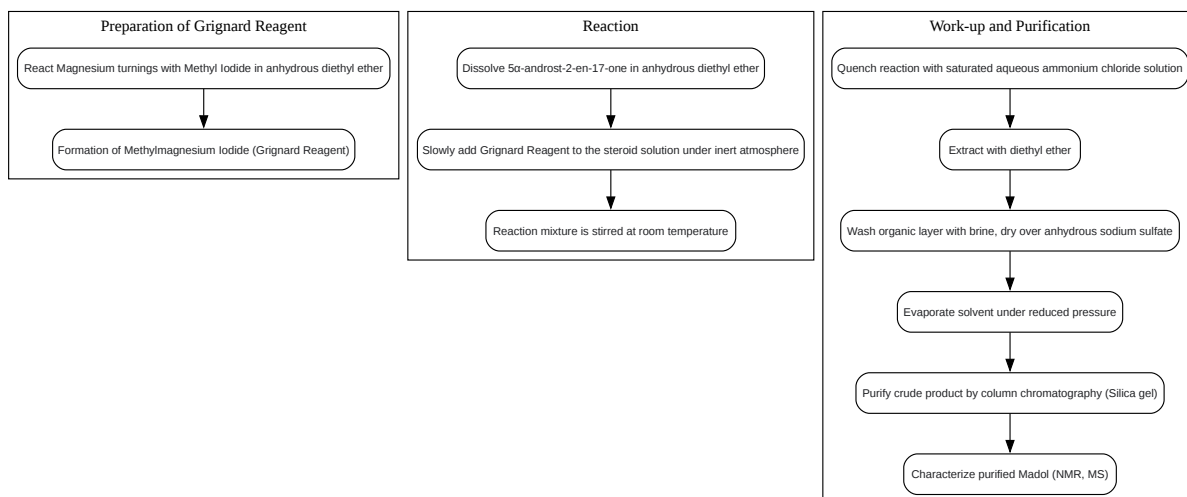 Preparation of Grignard Reagent
React Magnesium turnings with Methyl Iodide in anhydrous diethyl ether
Formation of Methylmagnesium Iodide (Grignard Reagent)
Reaction
Dissolve 5α-androst-2-en-17-one in anhydrous diethyl ether
Slowly add Grignard Reagent to the steroid solution under inert atmosphere
Reaction mixture is stirred at room temperature
Work-up and Purification
Quench reaction with saturated aqueous ammonium chloride solution
Extract with diethyl ether
Wash organic layer with brine, dry over anhydrous sodium sulfate
Evaporate solvent under reduced pressure
Purify crude product by column chromatography (Silica gel)
Characterize purified Madol (NMR, MS)